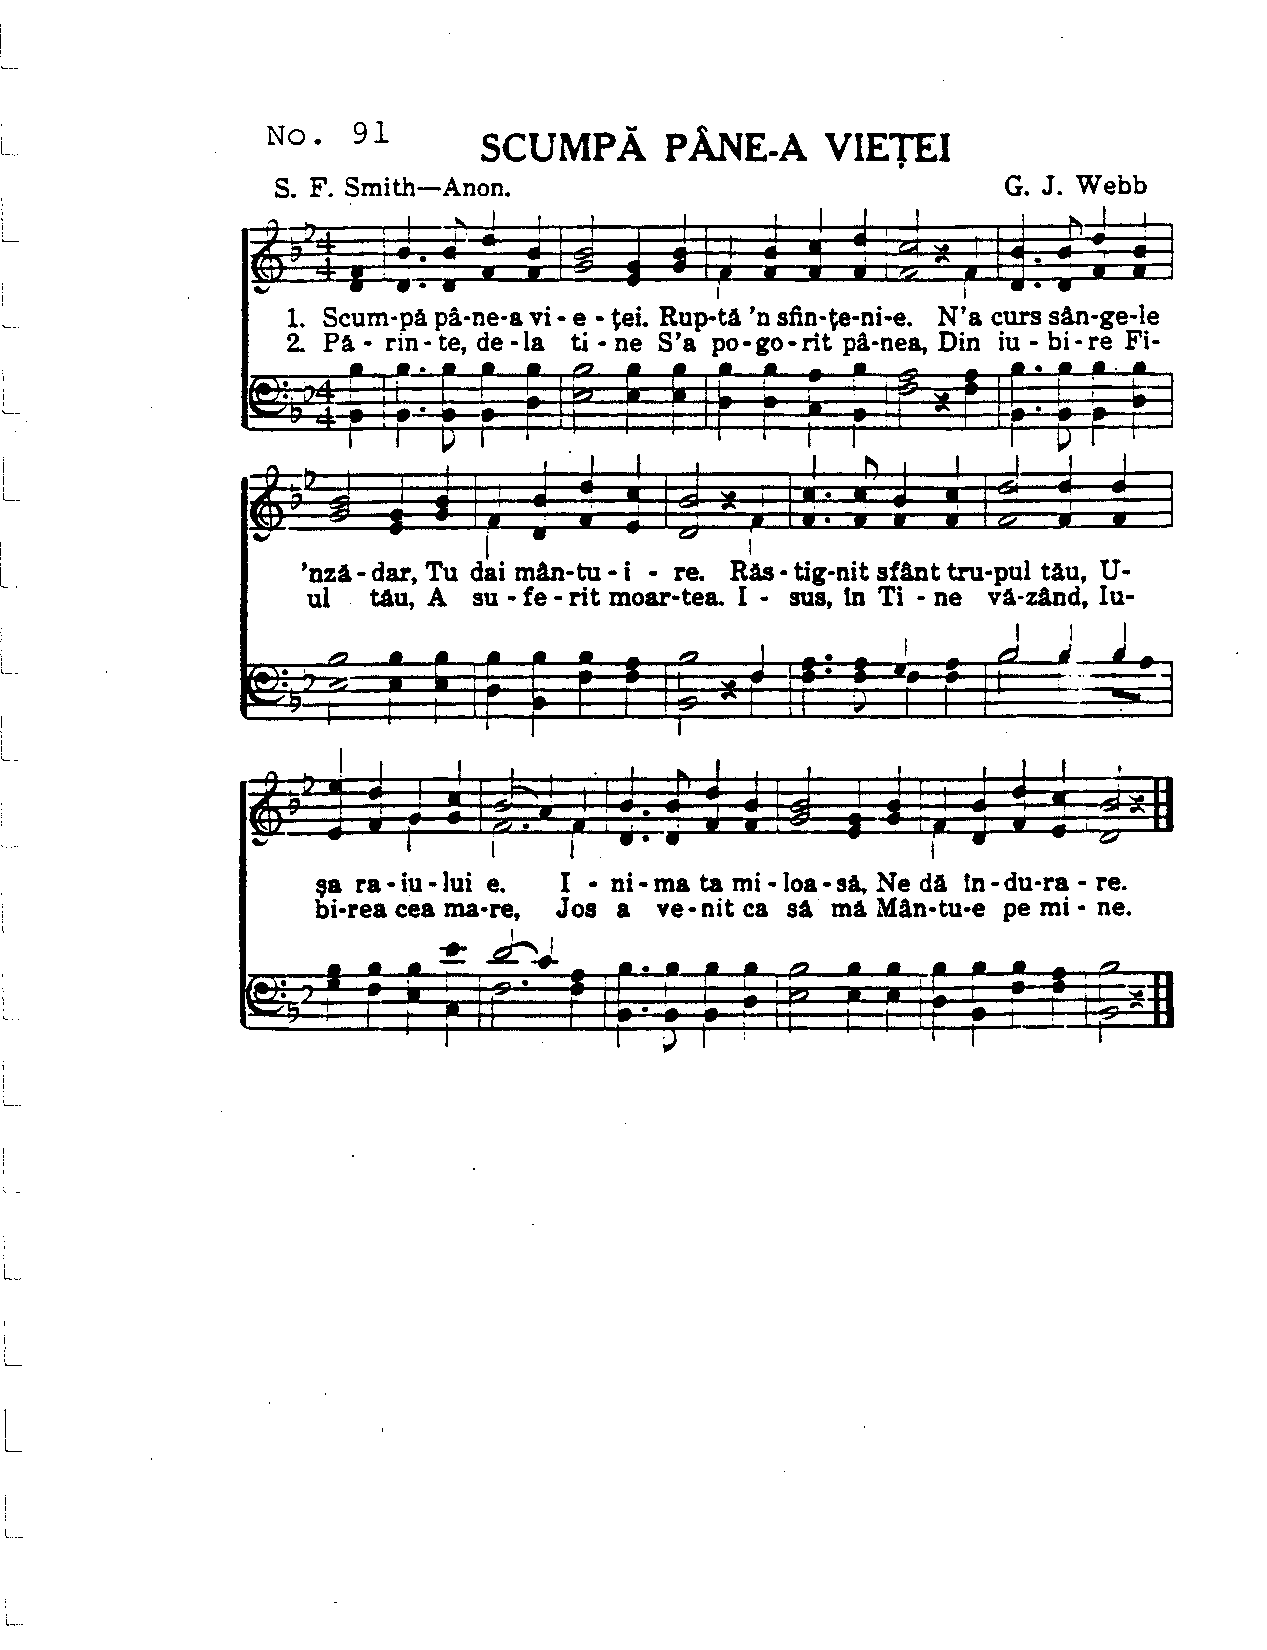 No. 91
SCUMPĂ PÂNE-A VIEȚEI
S. F. Smith—Anon.
G. J. Webb
1. Scum-pă pâ-ne-a vi - e - ței. Rup-tă 'n sfin-țe-ni-e. N'a curs sân-ge-le
2. Pă - rin - te, de - la ti - ne S'a po-go-rit pâ-nea, Din iu - bi - re Fi-
'nză - dar, Tu dai mân-tu - i - re. Răs - tig-nit sfânt tru-pul tău, U-
ul tău, A su - fe - rit moar-tea. I - sus, în Ti - ne vă-zând, Iu-
șa ra - iu - lui e. I - ni - ma ta mi - loa - să, Ne dă în-du-ra - re.
bi-rea cea ma-re, Jos a ve-nit ca să mă Mân-tu-e pe mi - ne.